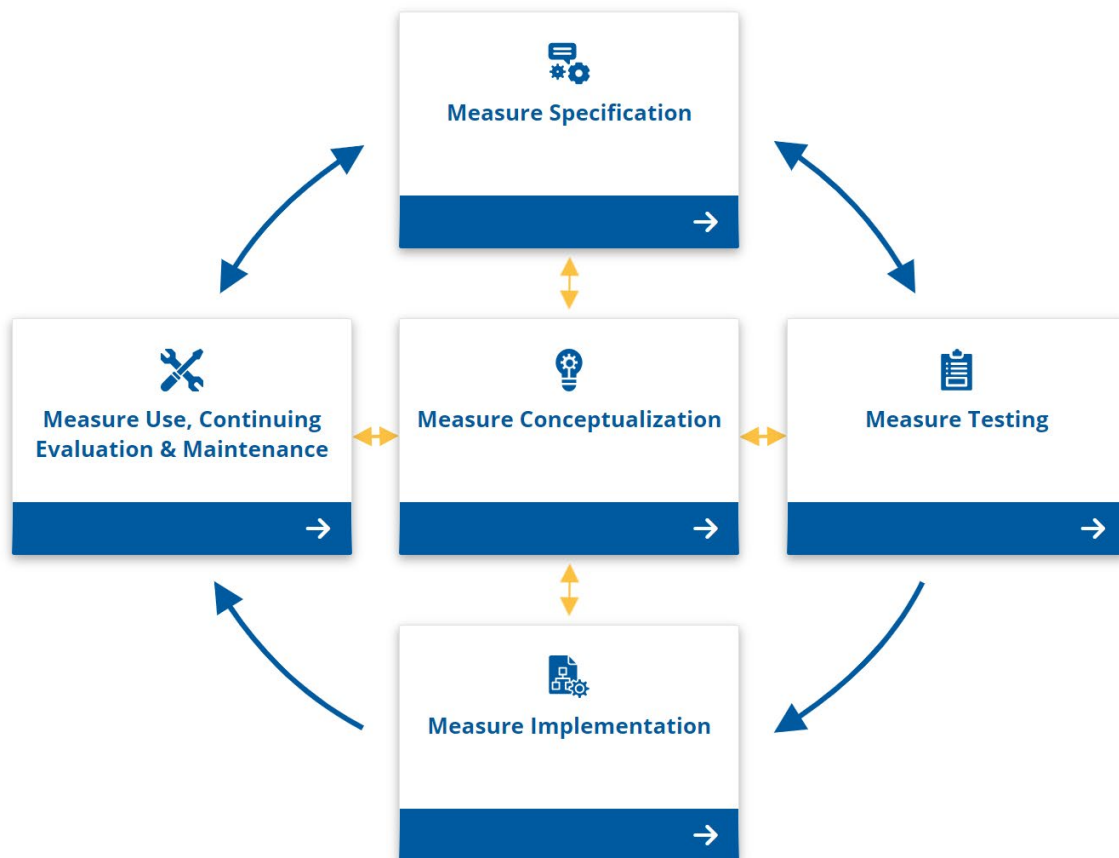 Measure Specification
Measure Use, Continuing
Evaluation & Maintenance
Measure Conceptualization
Measure Testing
Measure Implementation